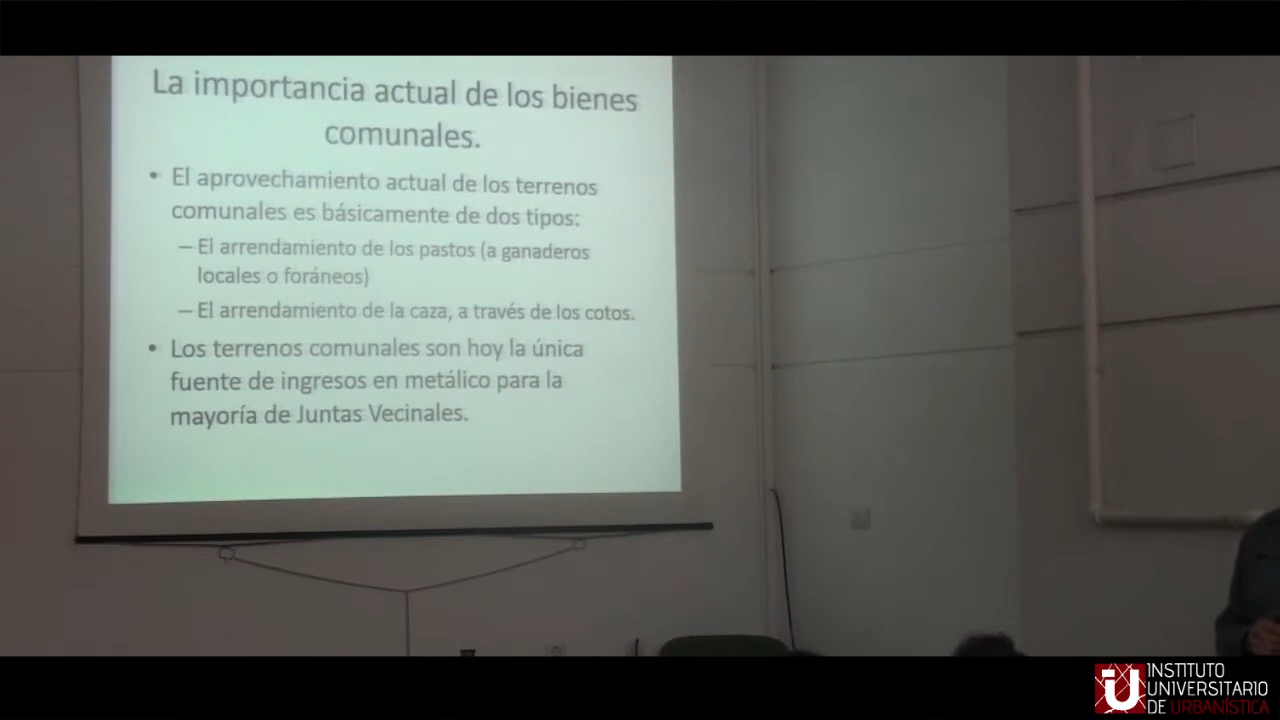 La importancia actual de los bienes
comunales.
• El aprovechamiento actual de los terrenos
comunales es básicamente de dos tipos:
– El arrendamiento de los pastos (a ganaderos
locales o foráneos)
– El arrendamiento de la caza, a través de los cotos.
• Los terrenos comunales son hoy la única
fuente de ingresos en metálico para la
mayoría de Juntas Vecinales.
IU
INSTITUTO
UNIVERSITARIO
DE URBANÍSTICA